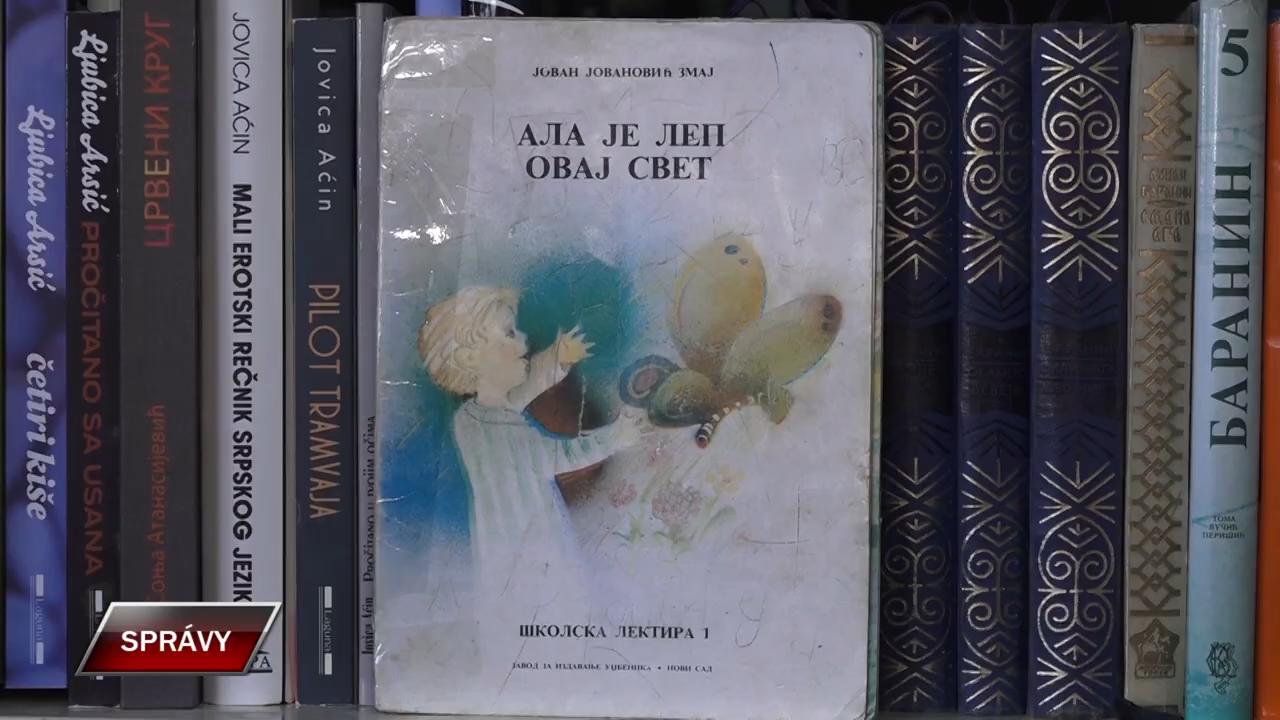 Ljubica Arsić
četiri kiše
Laguna
Ljubica Arsić
PROČITANO SA USANA
ЦРВЕНИ КРУГ
Атанасијевић
JOVICA AĆIN
MALI EROTSKI REČNIK SRPSKOG JEZIK
Jovica Aćin
PILOT TRAMVAJA
Laguna
ЈОВАН ЈОВАНОВИЋ ЗМАЈ
АЛА ЈЕ ЛЕП
ОВАЈ СВЕТ
ШКОЛСКА ЛЕКТИРА 1
ЗАВОД ЗА ИЗДАВАЊЕ УЏБЕНИКА • НОВИ САД
5
БАРАНИН
ТОМА
ВУЧИЋ
ПЕРИШИЋ
SPRÁVY